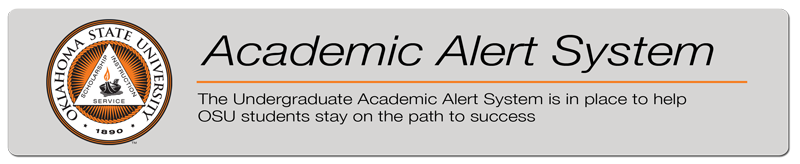 OKLAHOMA STATE UNIVERSITY
SCHOLARSHIP
INSTRUCTION
SERVICE
• 1890 •
TM
Academic Alert System
The Undergraduate Academic Alert System is in place to help
OSU students stay on the path to success